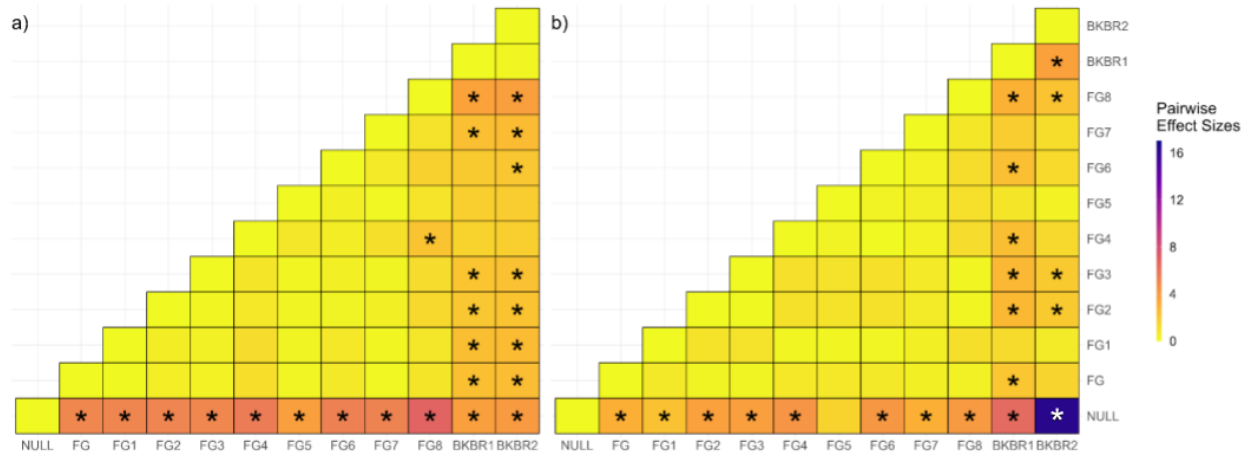 a)
b)
BKBR2
BKBR1
*
FG8
* *
* *
FG7
* *
FG6
*
*
FG5
FG4
*
*
FG3
* *
* *
FG2
* *
* *
FG1
* *
FG
* *
*
NULL
* * * * * * * * * * *
* * * * * * * * * *
NULL FG FG1 FG2 FG3 FG4 FG5 FG6 FG7 FG8 BKBR1 BKBR2
NULL FG FG1 FG2 FG3 FG4 FG5 FG6 FG7 FG8 BKBR1 BKBR2
Pairwise
Effect Sizes
16
12
8
4
0